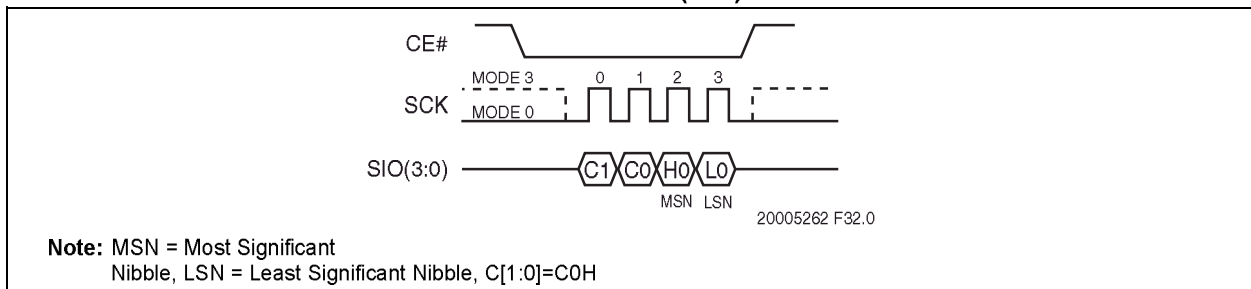 CE#
MODE 3 0 1 2 3
SCK
MODE 0
SIO(3:0) C1 C0 H0 L0
MSN LSN
20005262 F32.0
Note: MSN = Most Significant
Nibble, LSN = Least Significant Nibble, C[1:0]=C0H